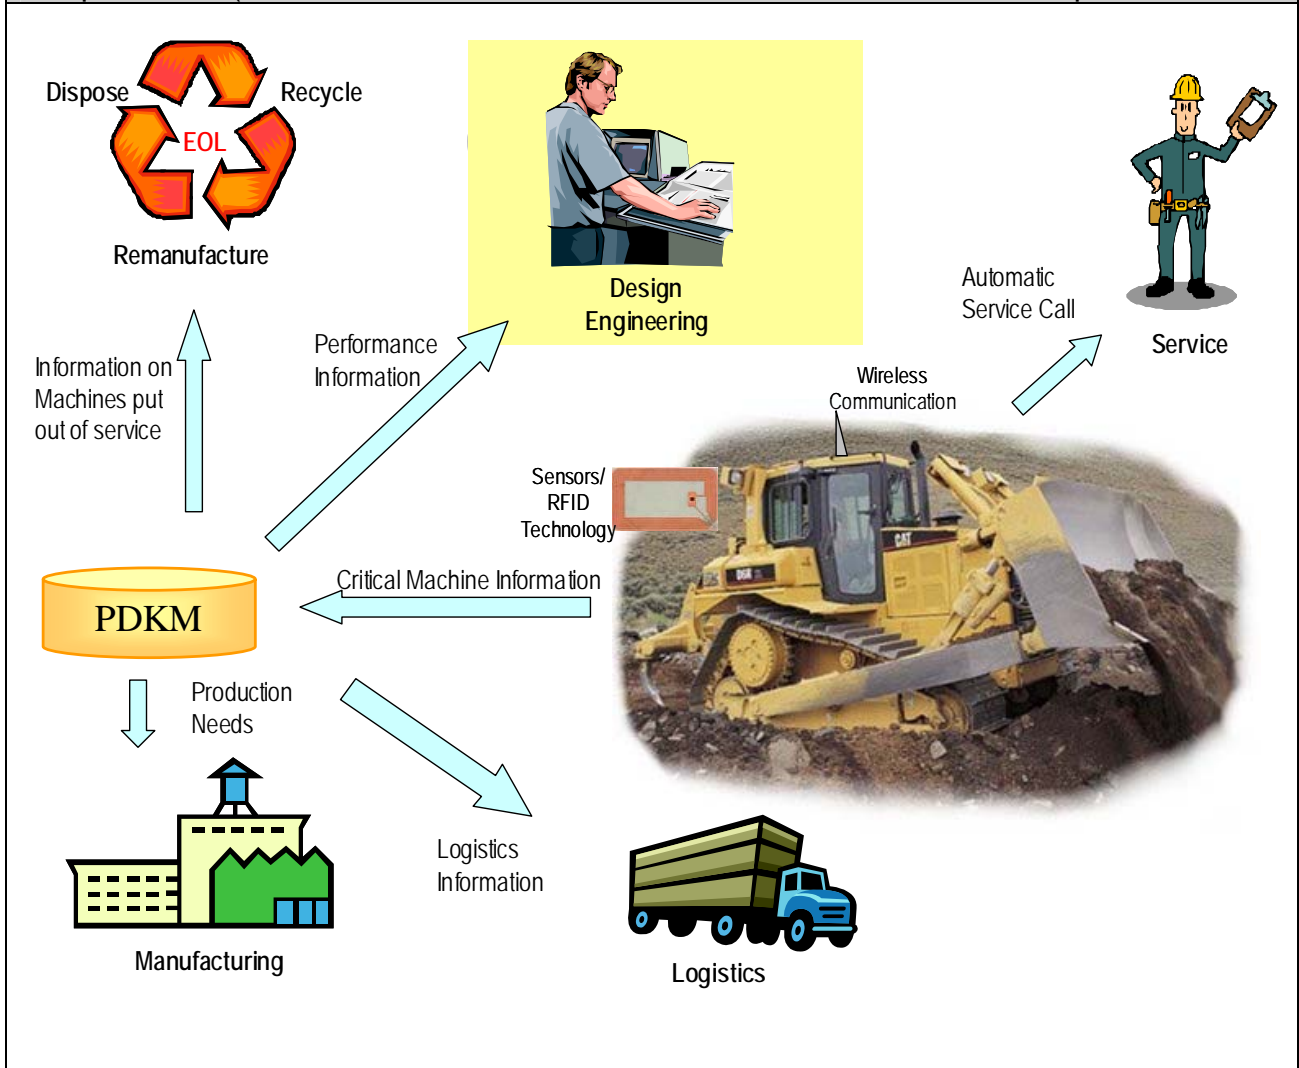 Dispose
Recycle
EOL
Remanufacture
Design
Engineering
Automatic
Service Call
Service
Performance
Information
Information on
Machines put
out of service
Wireless
Communication
Sensors/
RFID
Technology
CAT
D6R
Critical Machine Information
PDKM
Production
Needs
Logistics
Information
Manufacturing
Logistics